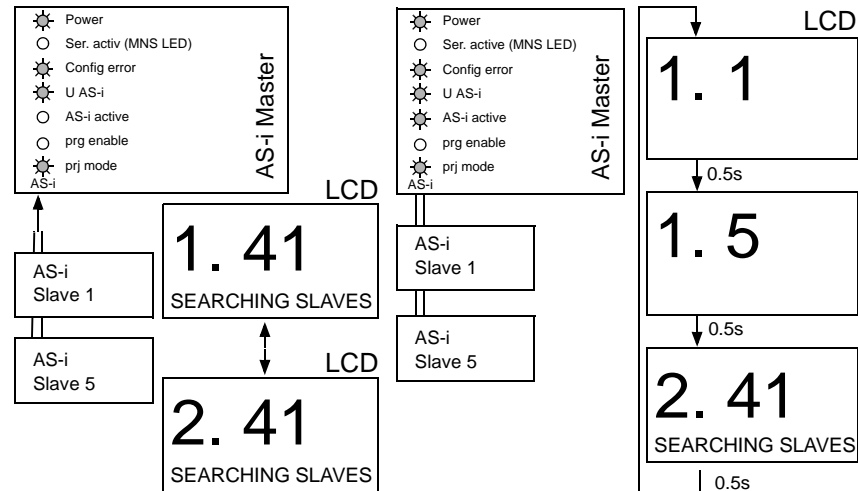 Power
Ser. activ (MNS LED)
Config error
U AS-i
AS-i active
prg enable
prj mode
AS-i
AS-i Master
AS-i
Slave 1
AS-i
Slave 5
LCD
1. 41
SEARCHING SLAVES
LCD
2. 41
SEARCHING SLAVES
Power
Ser. active (MNS LED)
Config error
U AS-i
AS-i active
prg enable
prj mode
AS-i
AS-i Master
AS-i
Slave 1
AS-i
Slave 5
LCD
1. 1
0.5s
1. 5
0.5s
2. 41
SEARCHING SLAVES
0.5s